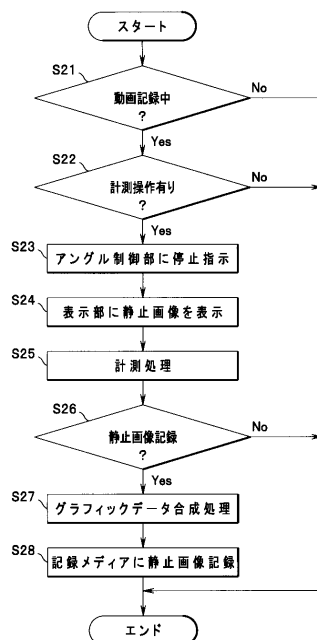 スタート
S21
動画記録中
?
No
Yes
S22
計測操作有り
?
No
Yes
S23
アングル制御部に停止指示
S24
表示部に静止画像を表示
S25
計測処理
S26
静止画像記録
?
No
Yes
S27
グラフィックデータ合成処理
S28
記録メディアに静止画像記録
エンド